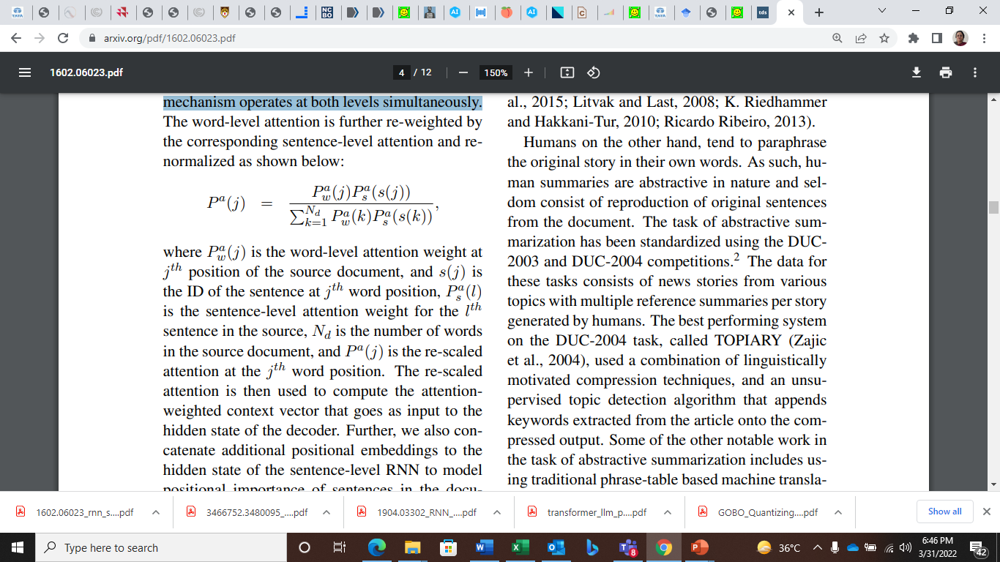 TATA
NC
BO
AI
AI
C
TATA
tds
arxiv.org/pdf/1602.06023.pdf
1602.06023.pdf
4 / 12
150%
mechanism operates at both levels simultaneously.
The word-level attention is further re-weighted by
the corresponding sentence-level attention and re-
normalized as shown below:
P^a(j) = \frac{P^a_w(j)P^a_s(s(j))}{\sum_{k=1}^{N_d} P^a_w(k)P^a_s(s(k))},
where P^a_w(j) is the word-level attention weight at
j^{th} position of the source document, and s(j) is
the ID of the sentence at j^{th} word position, P^a_s(l)
is the sentence-level attention weight for the l^{th}
sentence in the source, N_d is the number of words
in the source document, and P^a(j) is the re-scaled
attention at the j^{th} word position. The re-scaled
attention is then used to compute the attention-
weighted context vector that goes as input to the
hidden state of the decoder. Further, we also con-
catenate additional positional embeddings to the
hidden state of the sentence-level RNN to model
positional importance of sentences in the docu-
al., 2015; Litvak and Last, 2008; K. Riedhammer
and Hakkani-Tur, 2010; Ricardo Ribeiro, 2013).
Humans on the other hand, tend to paraphrase
the original story in their own words. As such, hu-
man summaries are abstractive in nature and sel-
dom consist of reproduction of original sentences
from the document. The task of abstractive sum-
marization has been standardized using the DUC-
2003 and DUC-2004 competitions.² The data for
these tasks consists of news stories from various
topics with multiple reference summaries per story
generated by humans. The best performing system
on the DUC-2004 task, called TOPIARY (Zajic
et al., 2004), used a combination of linguistically
motivated compression techniques, and an unsu-
pervised topic detection algorithm that appends
keywords extracted from the article onto the com-
pressed output. Some of the other notable work in
the task of abstractive summarization includes us-
ing traditional phrase-table based machine transla-
1602.06023_rnn_s....pdf
3466752.3480095_....pdf
1904.03302_RNN_....pdf
transformer_llm_p....pdf
GOBO_Quantizing....pdf
Show all
Type here to search
8
36°C
6:46 PM
3/31/2022
42